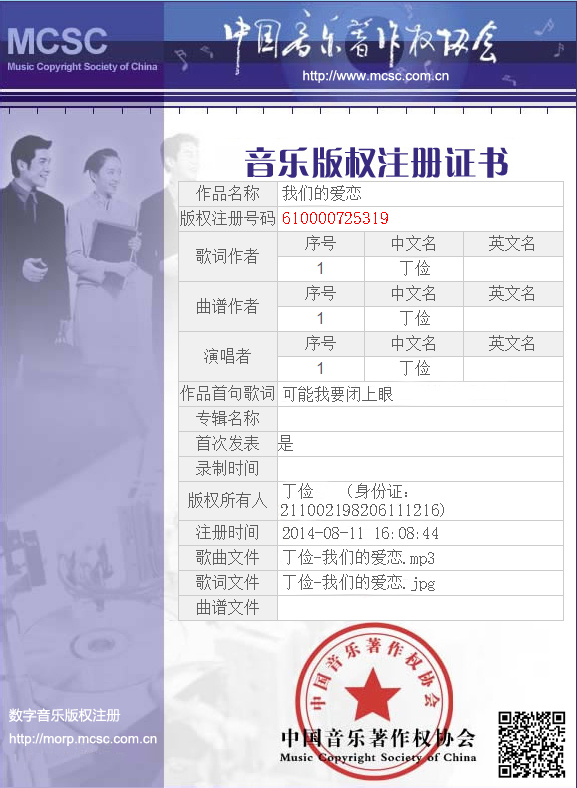 MCSC
Music Copyright Society of China
中国音乐著作权协会
http://www.mcsc.com.cn
音乐版权注册证书
作品名称 我们的爱恋
版权注册号码 610000725319
歌词作者 序号 中文名 英文名
1 丁俭
曲谱作者 序号 中文名 英文名
1 丁俭
演唱者 序号 中文名 英文名
1 丁俭
作品首句歌词 可能我要闭上眼
专辑名称
首次发表 是
录制时间
版权所有人 丁俭 （身份证：
211002198206111216)
注册时间 2014-08-11 16:08:44
歌曲文件 丁俭-我们的爱恋.mp3
歌词文件 丁俭-我们的爱恋.jpg
曲谱文件
中国音乐著作权协会
中国音乐著作权协会
Music Copyright Society of China
数字音乐版权注册
http://morp.mcsc.com.cn